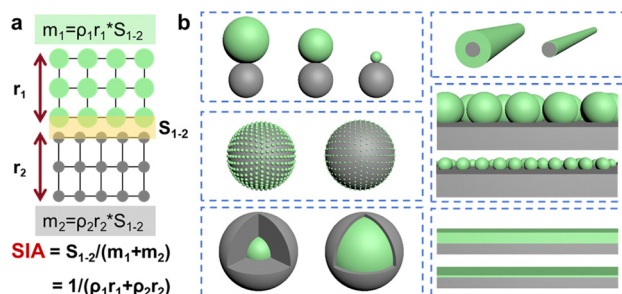 a
m₁=ρ₁r₁*S₁₋₂
r₁
S₁₋₂
r₂
m₂=ρ₂r₂*S₁₋₂
SIA = S₁₋₂/(m₁+m₂)
= 1/(ρ₁r₁+ρ₂r₂)
b